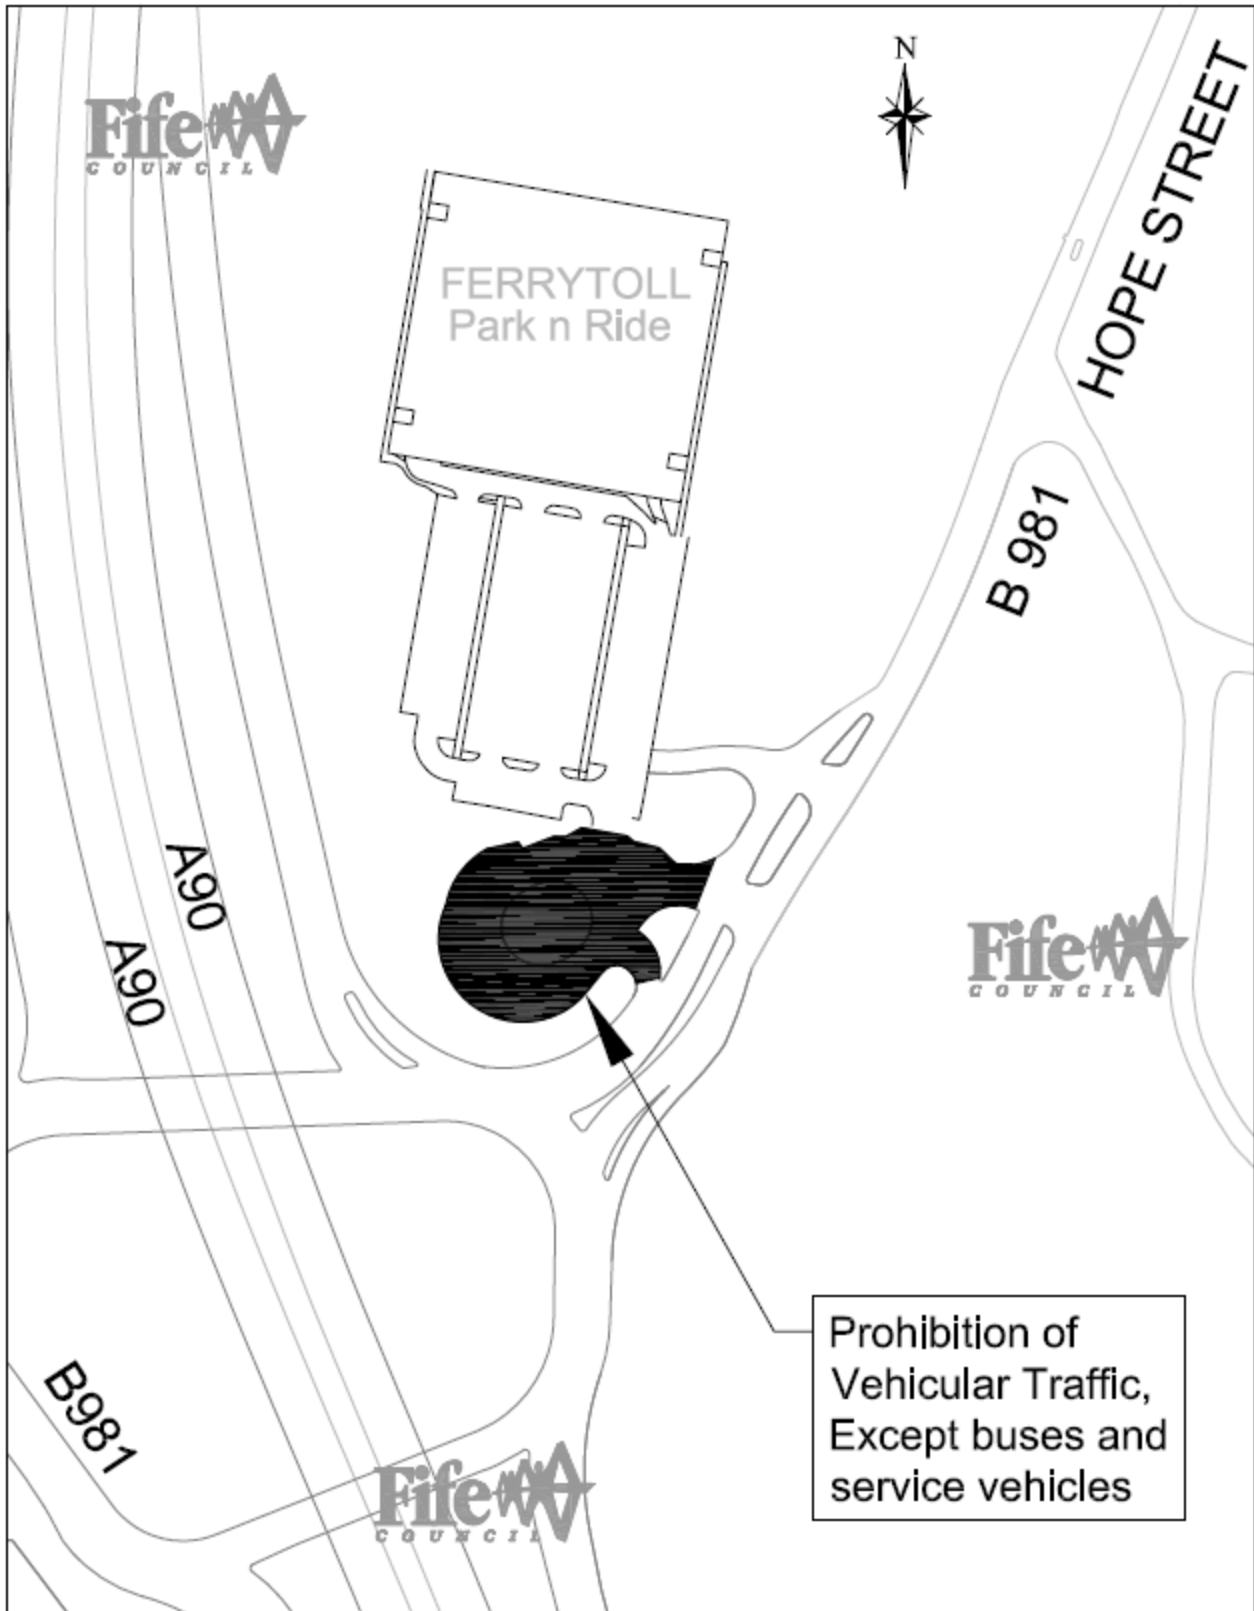 N
Fife
COUNCIL
HOPE STREET
FERRYTOLL
Park n Ride
B 981
A90
A90
Fife
COUNCIL
Prohibition of
Vehicular Traffic,
Except buses and
service vehicles
B981
Fife
COUNCIL